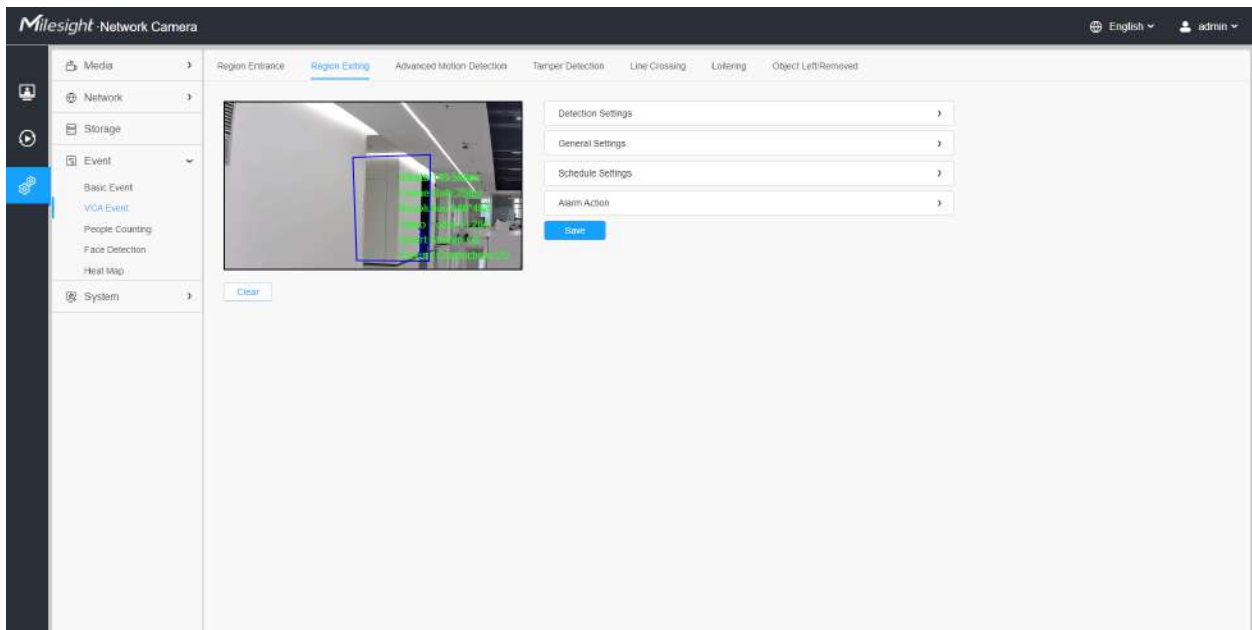 Milesight Network Camera
English
admin
Media
Network
Storage
Event
Basic Event
VCA Event
People Counting
Face Detection
Heat Map
System
Region Entrance Region Exiting Advanced Motion Detection Tamper Detection Line Crossing Loitering Object Left/Removed
Detection Settings
General Settings
Schedule Settings
Alarm Action
Save
Clear